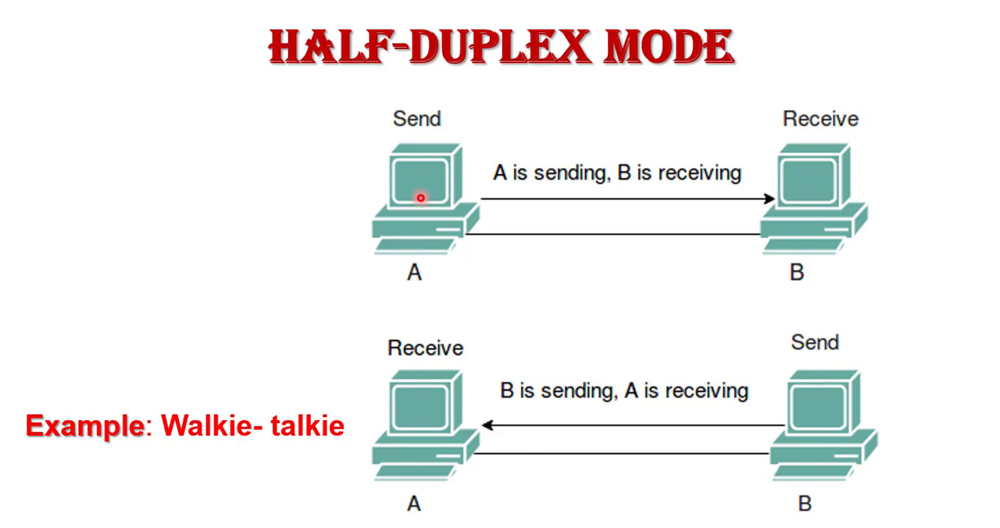 HALF-DUPLEX MODE
Send
Receive
A is sending, B is receiving
A
B
Receive
Send
B is sending, A is receiving
Example: Walkie- talkie
A
B